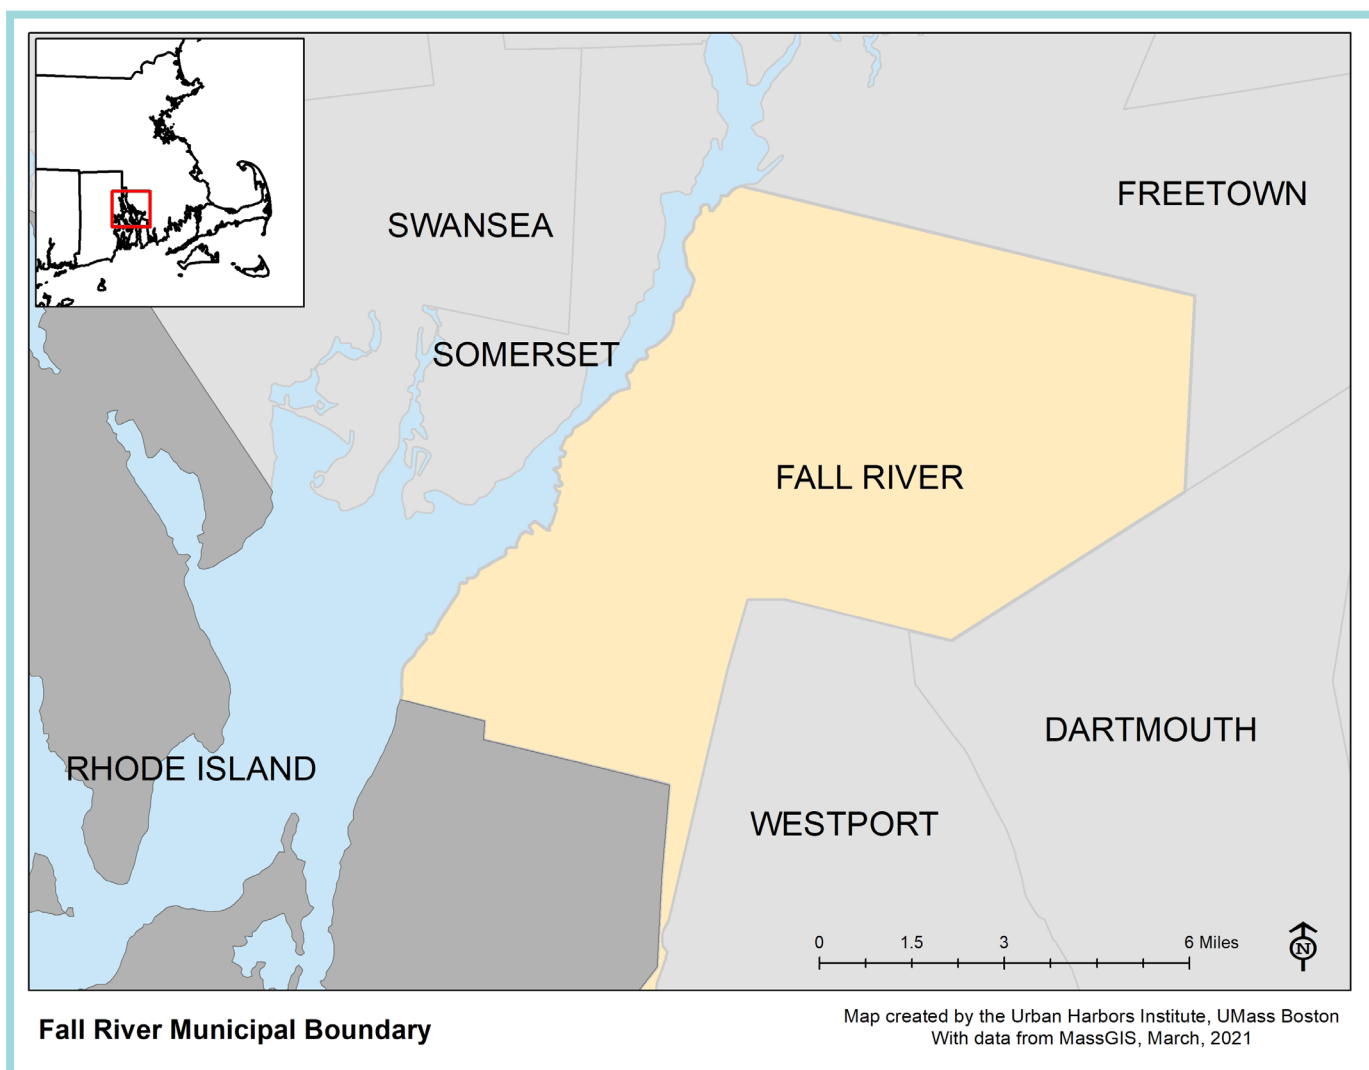 FREETOWN
SWANSEA
SOMERSET
FALL RIVER
DARTMOUTH
RHODE ISLAND
WESTPORT
0 1.5 3 6 Miles
N
Fall River Municipal Boundary
Map created by the Urban Harbors Institute, UMass Boston
With data from MassGIS, March, 2021